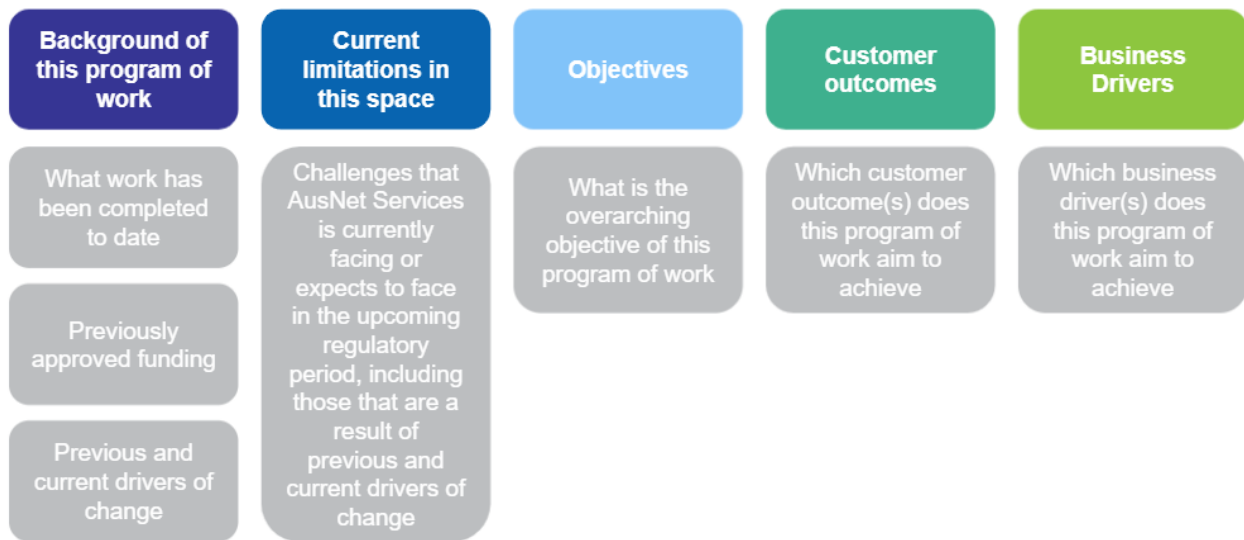 Background of
this program of
work
What work has
been completed
to date
Previously
approved funding
Previous and
current drivers of
change
Current
limitations in
this space
Challenges that
AusNet Services
is currently
facing or
expects to face
in the upcoming
regulatory
period, including
those that are a
result of
previous and
current drivers of
change
Objectives
What is the
overarching
objective of this
program of work
Customer
outcomes
Which customer
outcome(s) does
this program of
work aim to
achieve
Business
Drivers
Which business
driver(s) does
this program of
work aim to
achieve